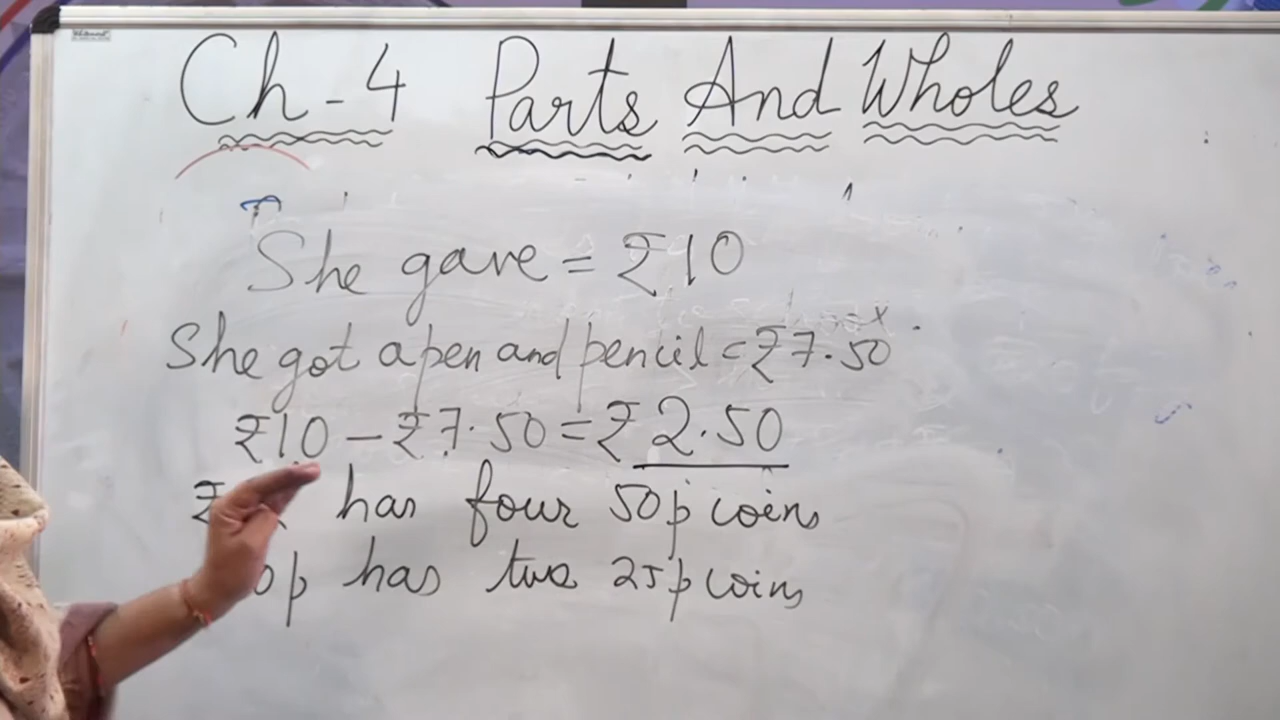 Ch-4 Parts And Wholes
She gave = ₹10
She got a pen and pencil = ₹7.50
₹10 - ₹7.50 = ₹2.50
₹ has four 50p coins
0p has two 25p coins